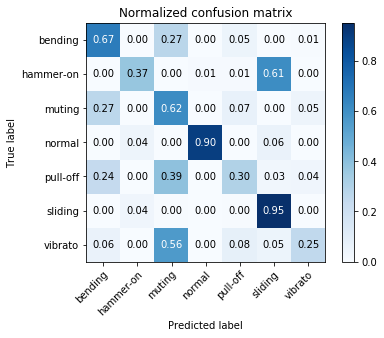 Normalized confusion matrix
True label
bending 0.67 0.00 0.27 0.00 0.05 0.00 0.01
hammer-on 0.00 0.37 0.00 0.01 0.01 0.61 0.00
muting 0.27 0.00 0.62 0.00 0.07 0.00 0.05
normal 0.00 0.04 0.00 0.90 0.00 0.06 0.00
pull-off 0.24 0.00 0.39 0.00 0.30 0.03 0.04
sliding 0.00 0.04 0.00 0.00 0.00 0.95 0.00
vibrato 0.06 0.00 0.56 0.00 0.08 0.05 0.25
bending hammer-on muting normal pull-off sliding vibrato
Predicted label
0.8
0.6
0.4
0.2
0.0